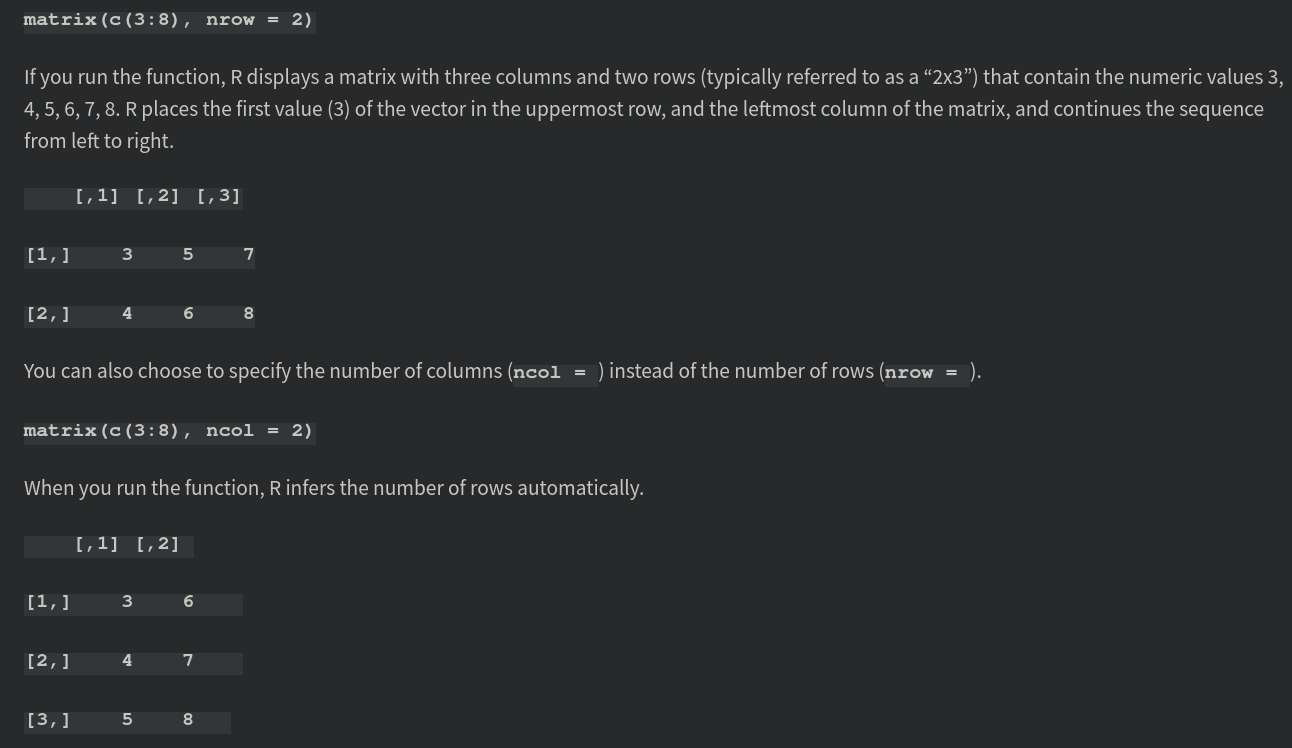 matrix(c(3:8), nrow = 2)
If you run the function, R displays a matrix with three columns and two rows (typically referred to as a “2x3”) that contain the numeric values 3,
4, 5, 6, 7, 8. R places the first value (3) of the vector in the uppermost row, and the leftmost column of the matrix, and continues the sequence
from left to right.
[,1] [,2] [,3]
[1,] 3 5 7
[2,] 4 6 8
You can also choose to specify the number of columns (ncol = ) instead of the number of rows (nrow = ).
matrix(c(3:8), ncol = 2)
When you run the function, R infers the number of rows automatically.
[,1] [,2]
[1,] 3 6
[2,] 4 7
[3,] 5 8